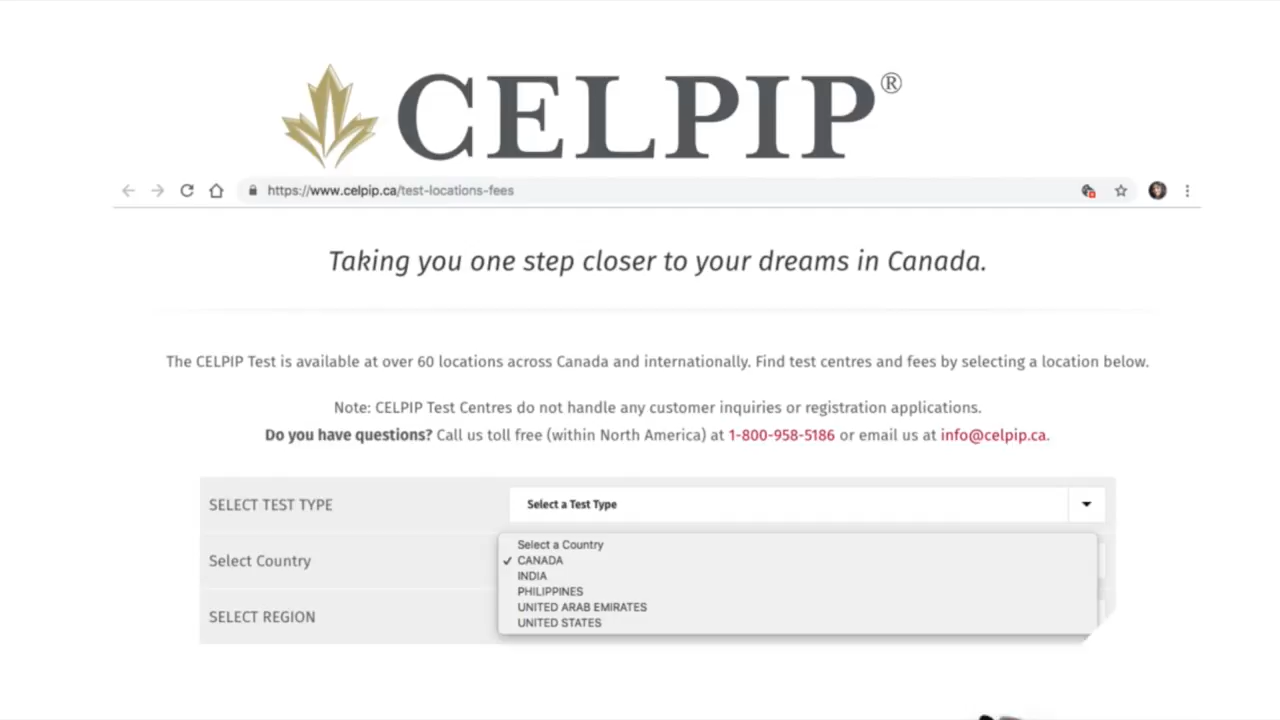 CELPIP®
https://www.celpip.ca/test-locations-fees
Taking you one step closer to your dreams in Canada.
The CELPIP Test is available at over 60 locations across Canada and internationally. Find test centres and fees by selecting a location below.
Note: CELPIP Test Centres do not handle any customer inquiries or registration applications.
Do you have questions? Call us toll free (within North America) at 1-800-958-5186 or email us at info@celpip.ca.
SELECT TEST TYPE
Select a Test Type
Select Country
Select a Country
✓ CANADA
INDIA
PHILIPPINES
UNITED ARAB EMIRATES
UNITED STATES
SELECT REGION